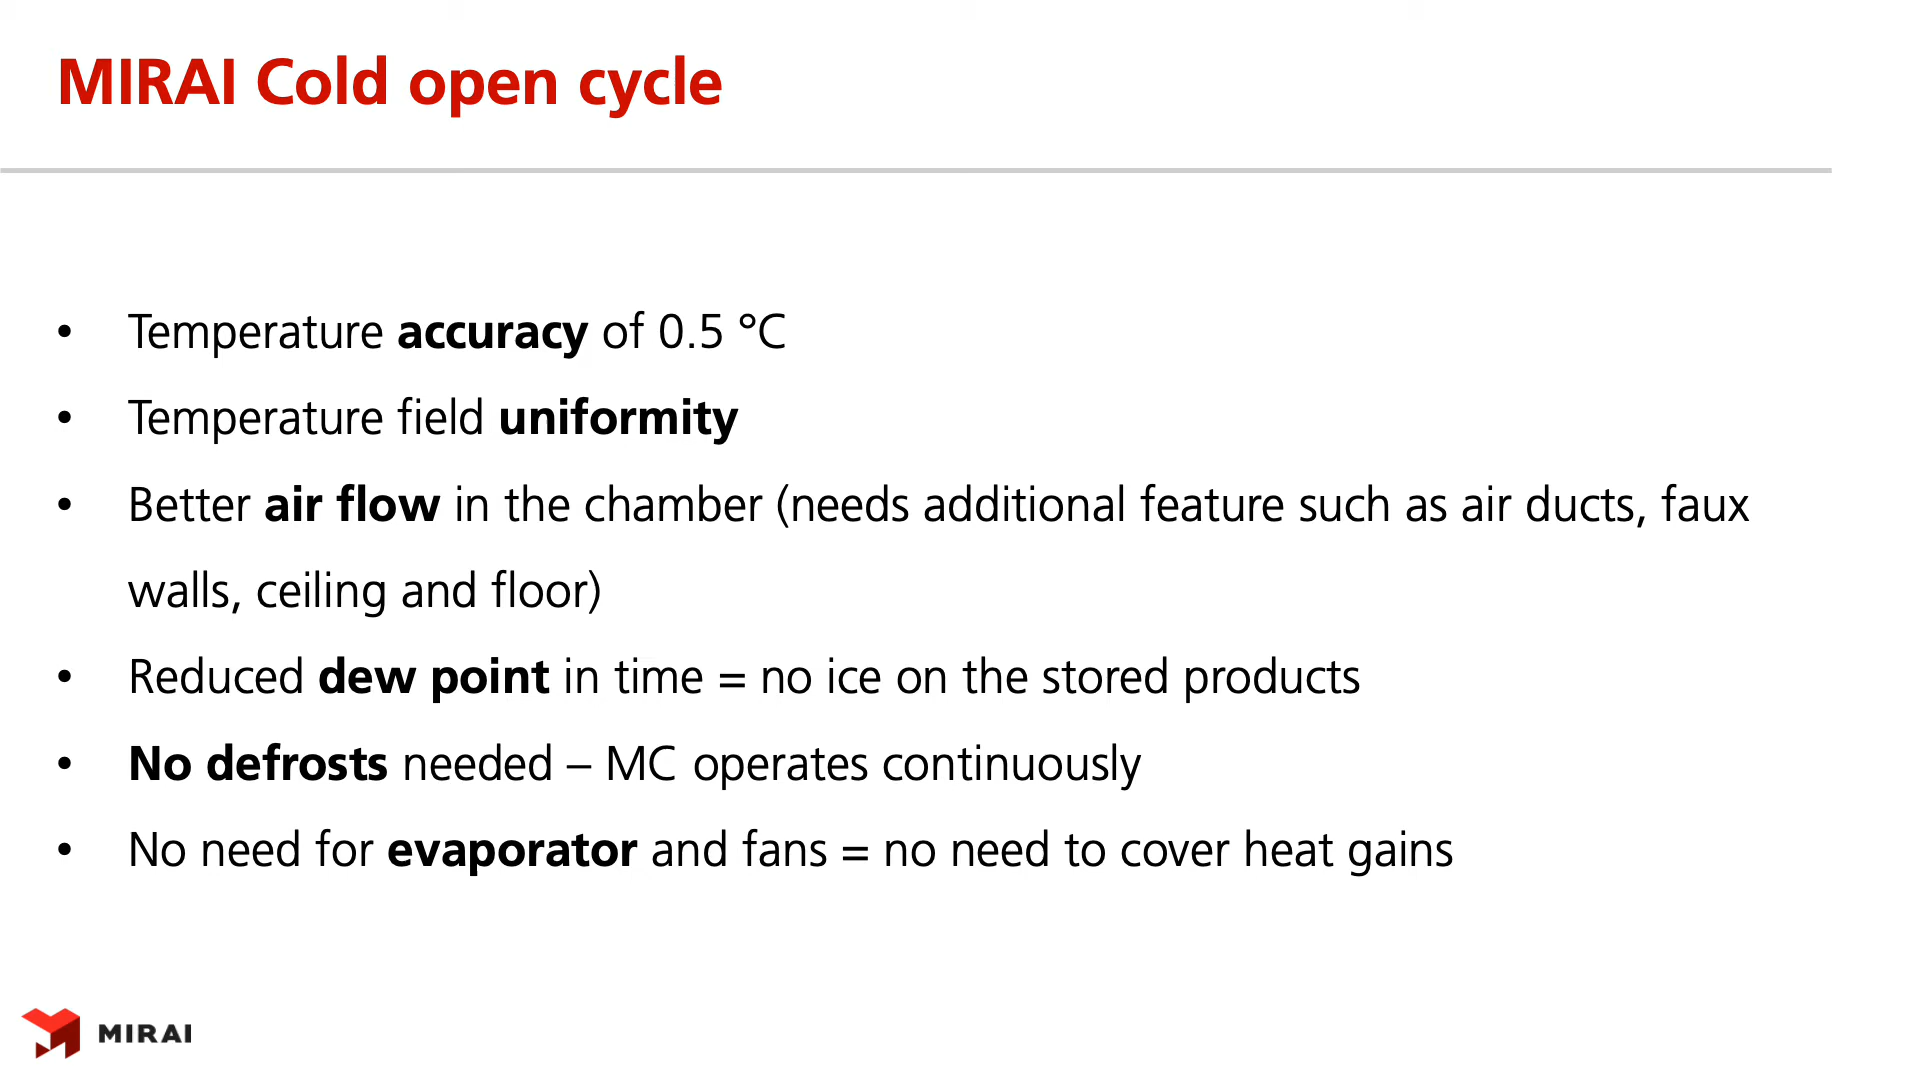 MIRAI Cold open cycle
• Temperature accuracy of 0.5 °C
• Temperature field uniformity
• Better air flow in the chamber (needs additional feature such as air ducts, faux
walls, ceiling and floor)
• Reduced dew point in time = no ice on the stored products
• No defrosts needed – MC operates continuously
• No need for evaporator and fans = no need to cover heat gains
MIRAI